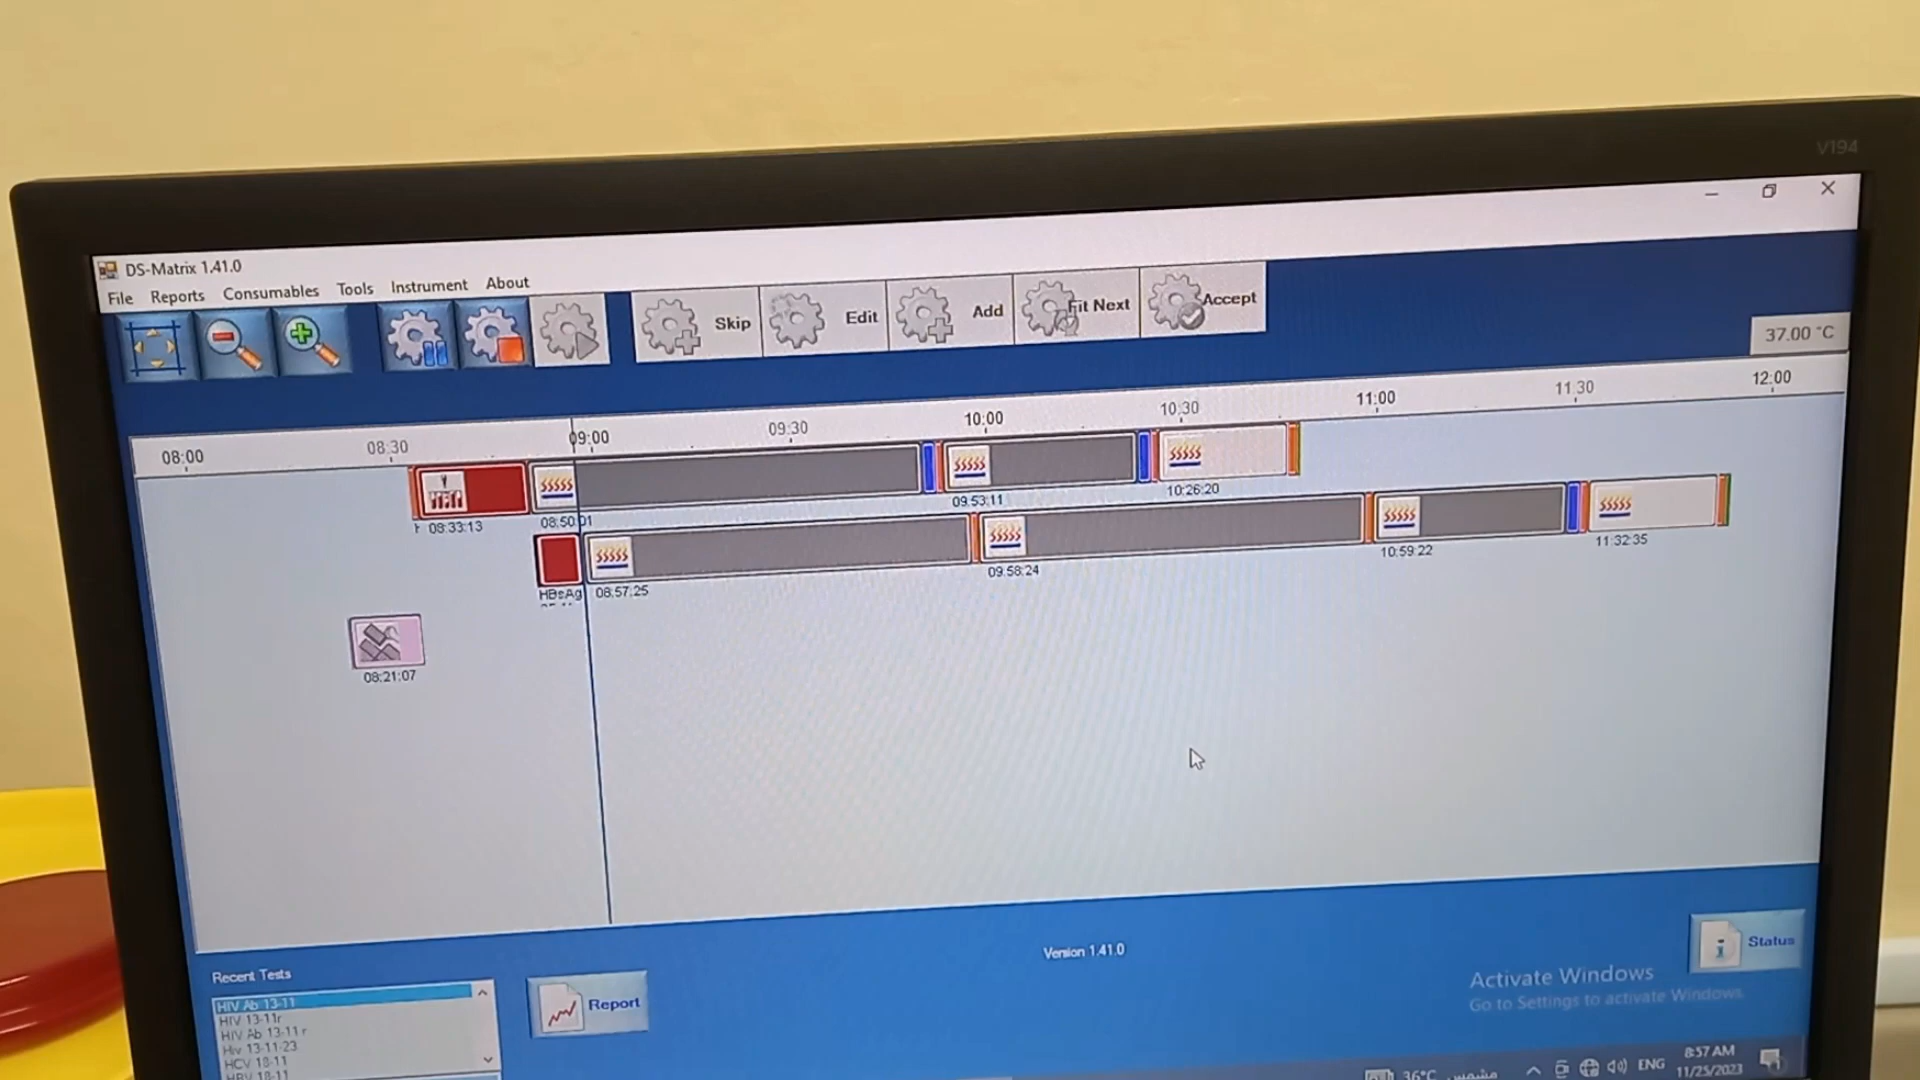 V194
DS-Matrix 1.41.0
File Reports Consumables Tools Instrument About
Skip Edit Add Fit Next Accept
37.00 °C
08:00 08:30 09:00 09:30 10:00 10:30 11:00 11:30 12:00
08:33:13 08:50:01 09:53:11 10:26:20
HBsAg 08:57:25 09:58:24 10:59:22 11:32:35
08:21:07
Version 1.41.0
Status
Activate Windows
Go to Settings to activate Windows.
Recent Tests
HIV Ab 13-11
HIV 13-11r
HIV Ab 13-11 r
Hiv 13-11-23
HCV 18-11
HBV 18-11
Report
36°C مشمس ENG 8:57 AM
11/25/2023